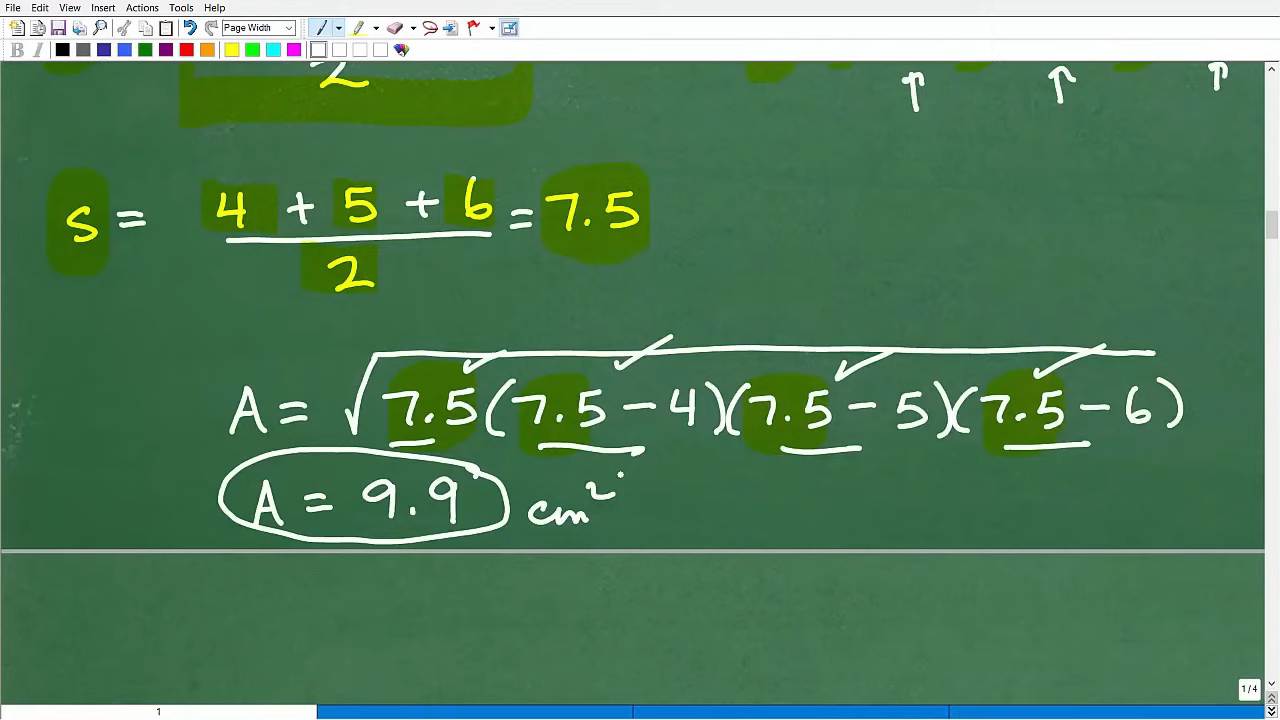 File Edit View Insert Actions Tools Help
Page Width
B I
2
s = 4 + 5 + 6 = 7.5
2
A = √7.5(7.5 - 4)(7.5 - 5)(7.5 - 6)
A = 9.9 cm²
1/4
1